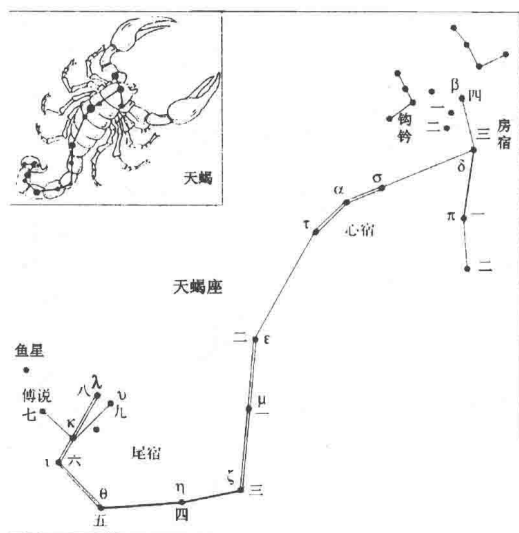 天蝎
β 四
一
二
钩
钤
房
宿
三
δ
σ
α
τ
心宿
π 一
二
天蝎座
二 ε
鱼星
八 λ
υ
九
傅说
七
κ
μ
一
尾宿
ι 六
ζ 三
θ
五
η
四